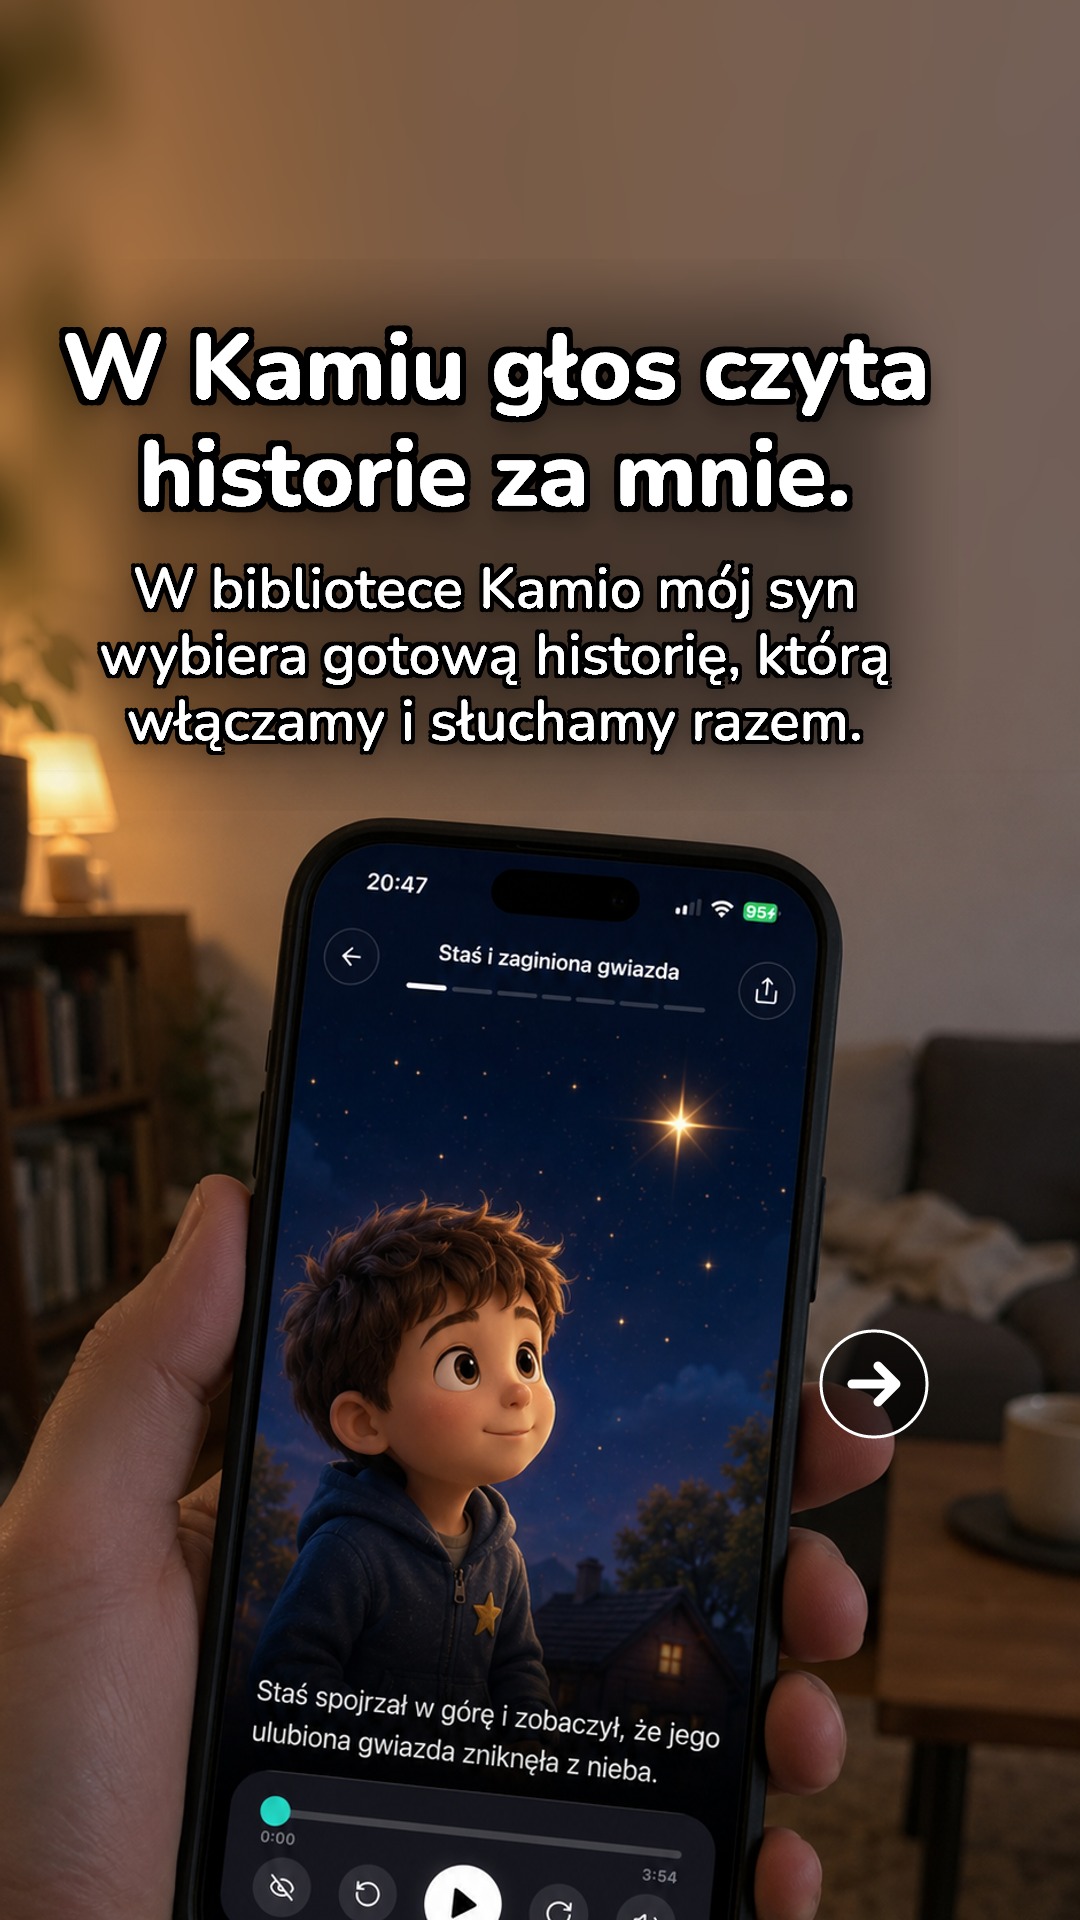 W Kamiu głos czyta
historie za mnie.
W bibliotece Kamio mój syn
wybiera gotową historię, którą
włączamy i słuchamy razem.
20:47
95
Staś i zaginiona gwiazda
Staś spojrzał w górę i zobaczył, że jego
ulubiona gwiazda zniknęła z nieba.
0:00
3:54